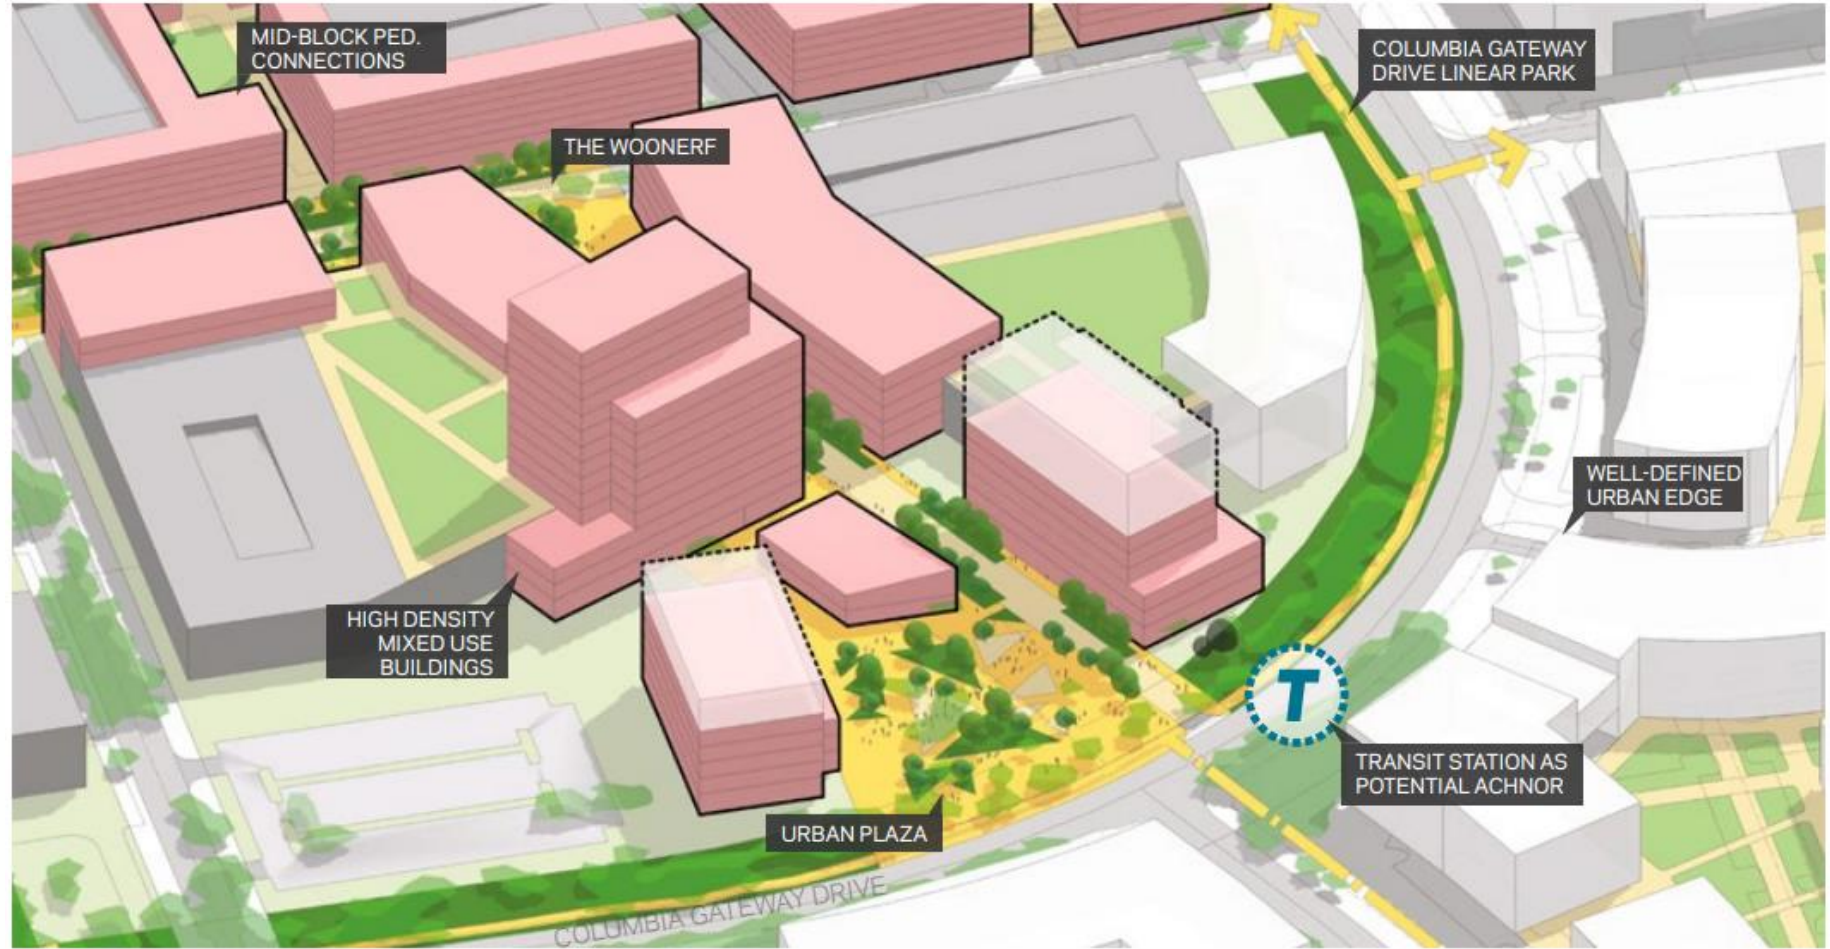 MID-BLOCK PED.
CONNECTIONS
COLUMBIA GATEWAY
DRIVE LINEAR PARK
THE WOONERF
WELL-DEFINED
URBAN EDGE
HIGH DENSITY
MIXED USE
BUILDINGS
T
TRANSIT STATION AS
POTENTIAL ACHNOR
URBAN PLAZA
COLUMBIA GATEWAY DRIVE